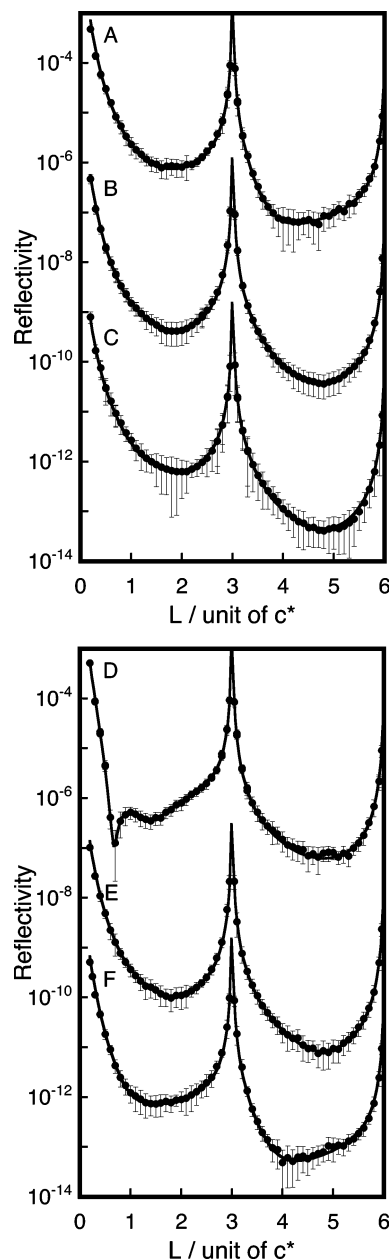 A
10-4
10-6
B
10-8
C
10-10
10-12
10-14
Reflectivity
0 1 2 3 4 5 6
L / unit of c*
D
10-4
10-6
E
10-8
F
10-10
10-12
10-14
Reflectivity
0 1 2 3 4 5 6
L / unit of c*